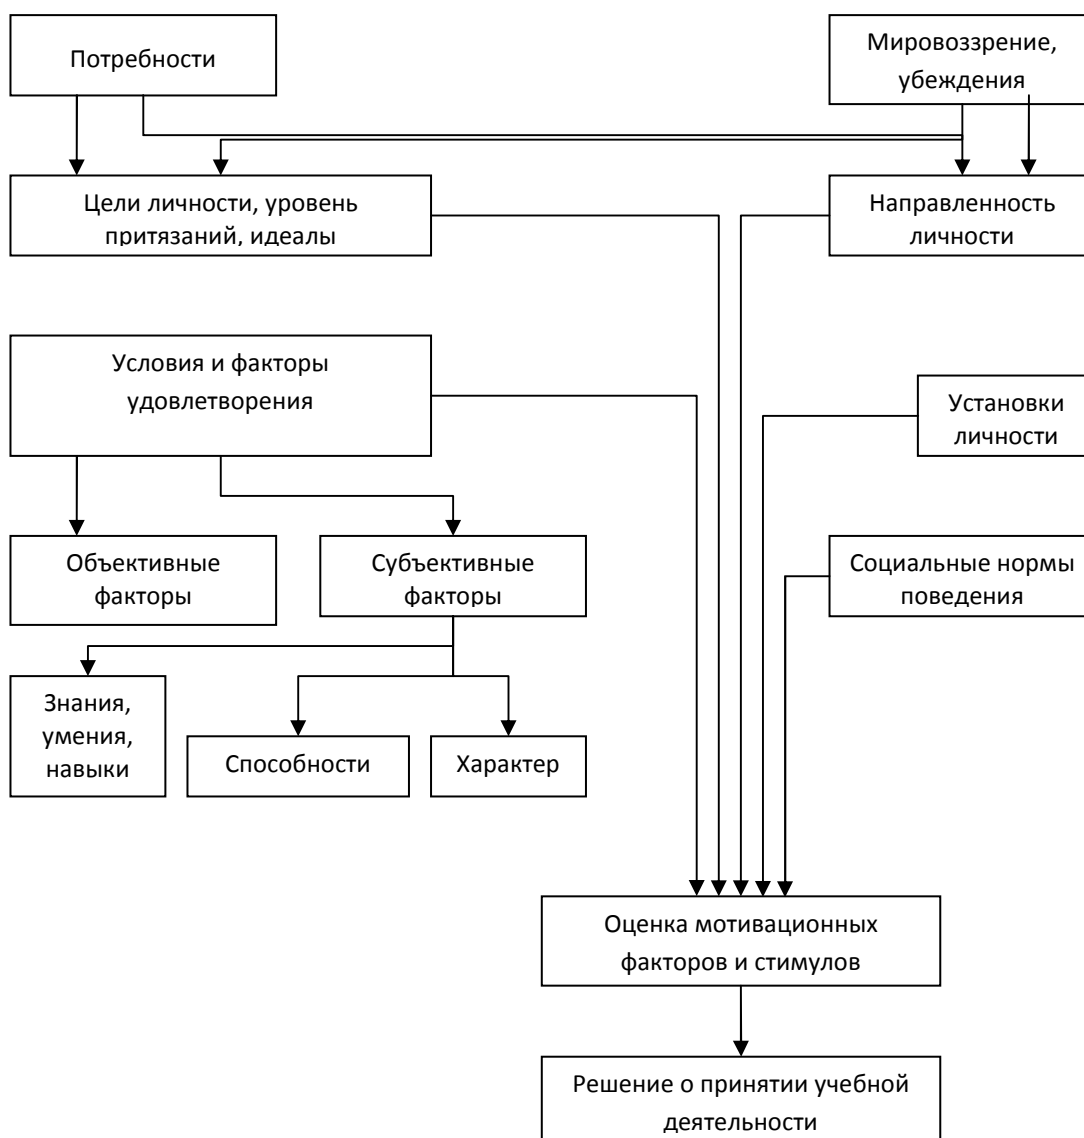 Потребности
Мировоззрение,
убеждения
Цели личности, уровень
притязаний, идеалы
Направленность
личности
Условия и факторы
удовлетворения
Установки
личности
Объективные
факторы
Субъективные
факторы
Социальные нормы
поведения
Знания,
умения,
навыки
Способности
Характер
Оценка мотивационных
факторов и стимулов
Решение о принятии учебной
деятельности